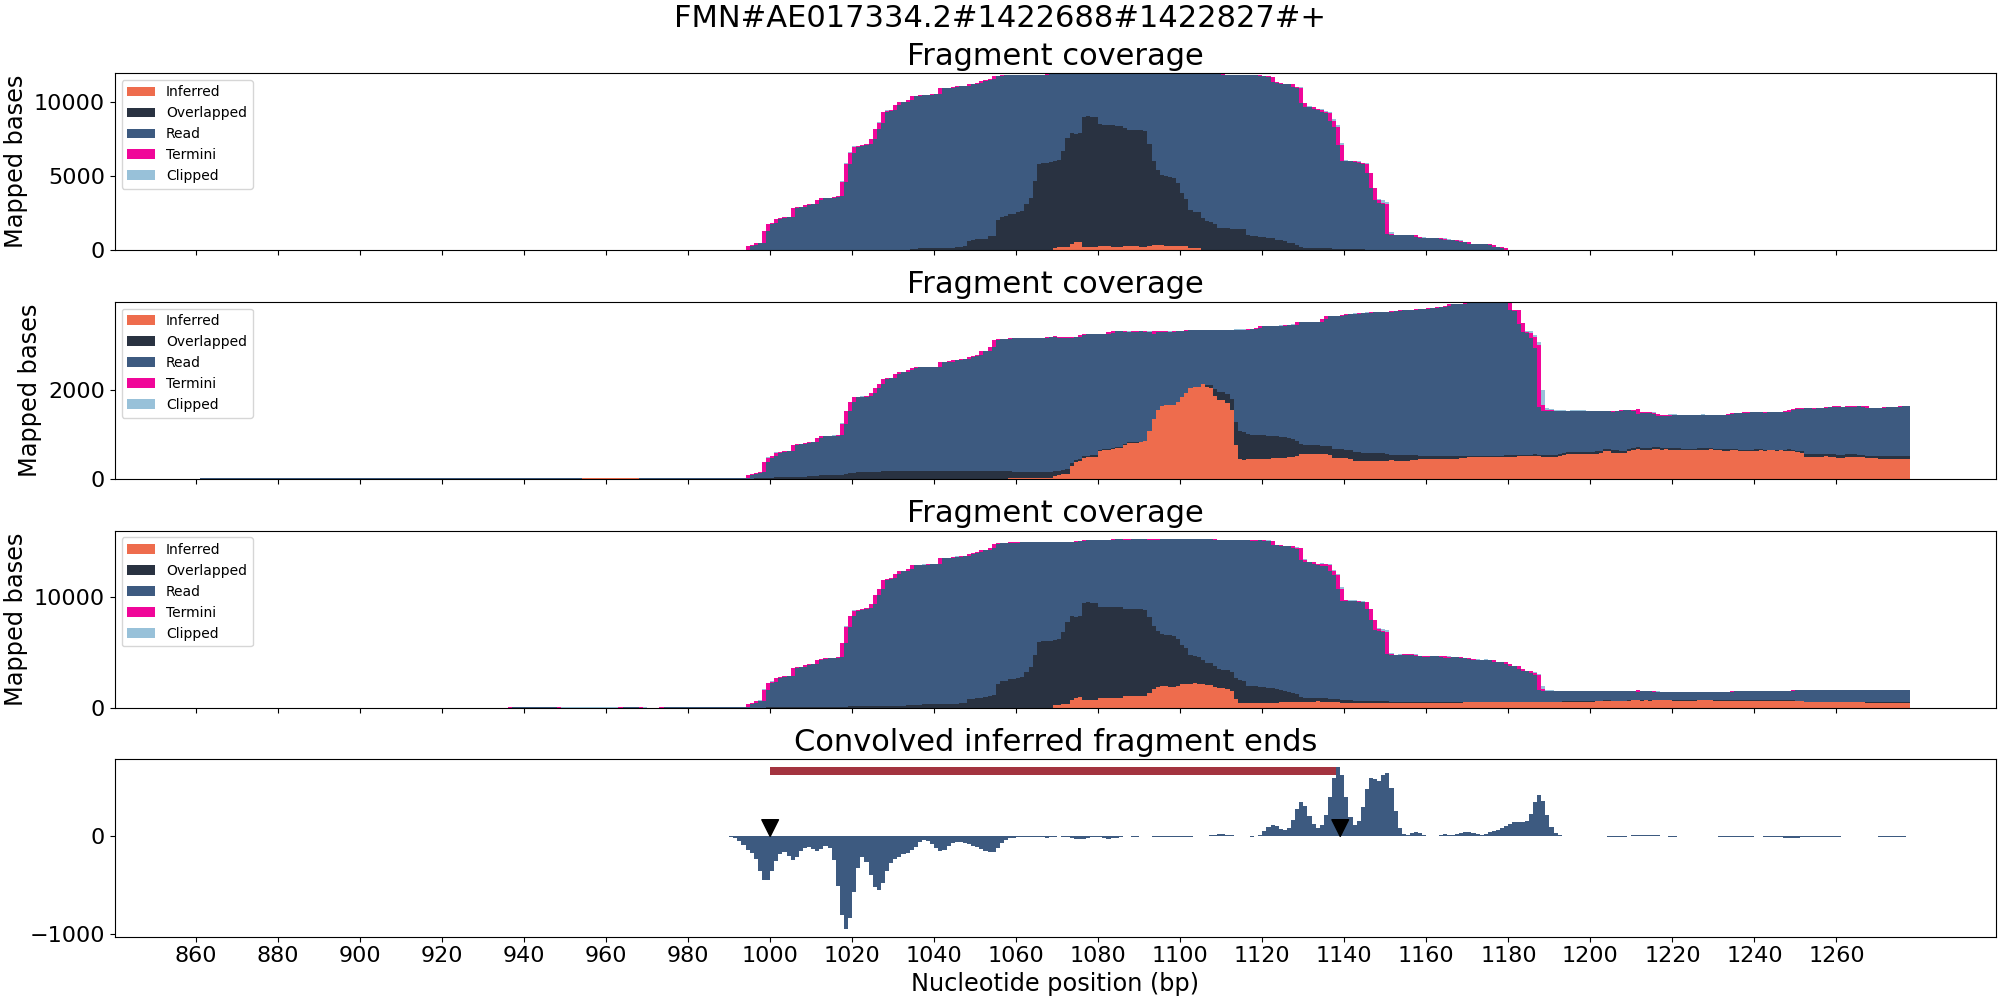 FMN#AE017334.2#1422688#1422827#+
Fragment coverage
Mapped bases
10000
5000
0
Inferred
Overlapped
Read
Termini
Clipped
Fragment coverage
Mapped bases
2000
0
Inferred
Overlapped
Read
Termini
Clipped
Fragment coverage
Mapped bases
10000
0
Inferred
Overlapped
Read
Termini
Clipped
Convolved inferred fragment ends
0
−1000
860 880 900 920 940 960 980 1000 1020 1040 1060 1080 1100 1120 1140 1160 1180 1200 1220 1240 1260
Nucleotide position (bp)